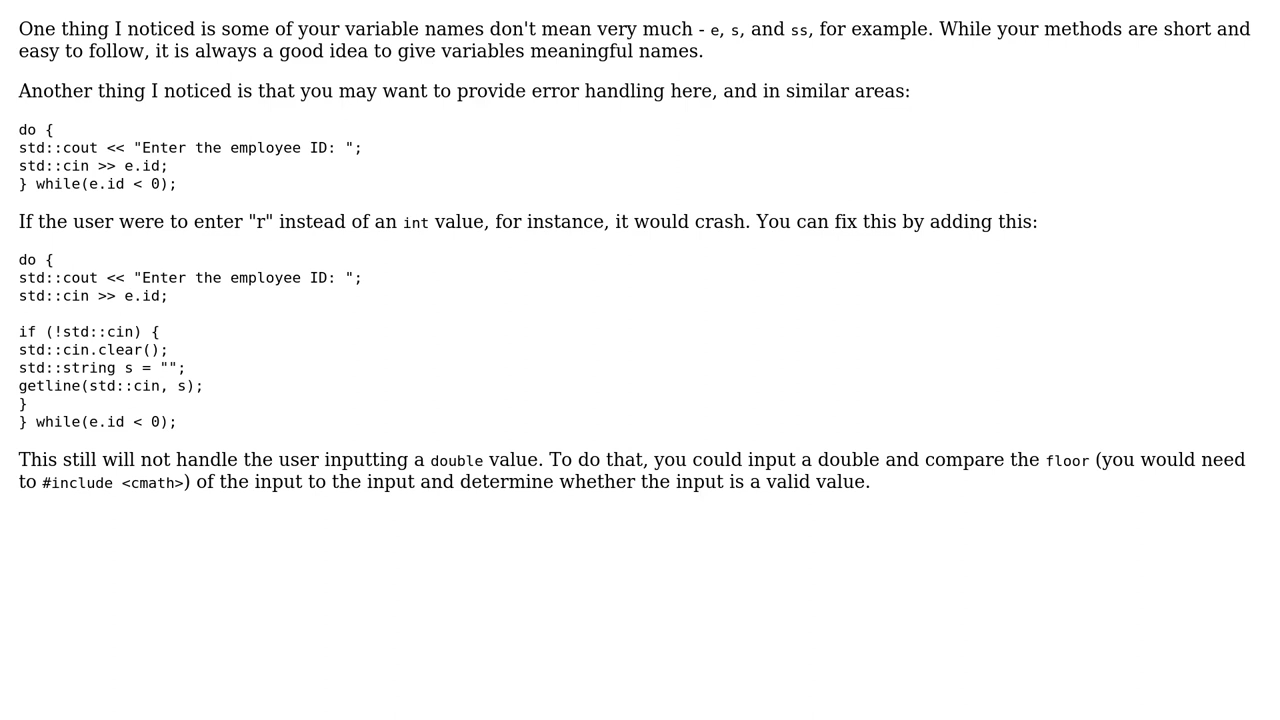 One thing I noticed is some of your variable names don't mean very much - e, s, and ss, for example. While your methods are short and
easy to follow, it is always a good idea to give variables meaningful names.
Another thing I noticed is that you may want to provide error handling here, and in similar areas:
do {
std::cout << "Enter the employee ID: ";
std::cin >> e.id;
} while(e.id < 0);
If the user were to enter "r" instead of an int value, for instance, it would crash. You can fix this by adding this:
do {
std::cout << "Enter the employee ID: ";
std::cin >> e.id;
if (!std::cin) {
std::cin.clear();
std::string s = "";
getline(std::cin, s);
}
} while(e.id < 0);
This still will not handle the user inputting a double value. To do that, you could input a double and compare the floor (you would need
to #include <cmath>) of the input to the input and determine whether the input is a valid value.